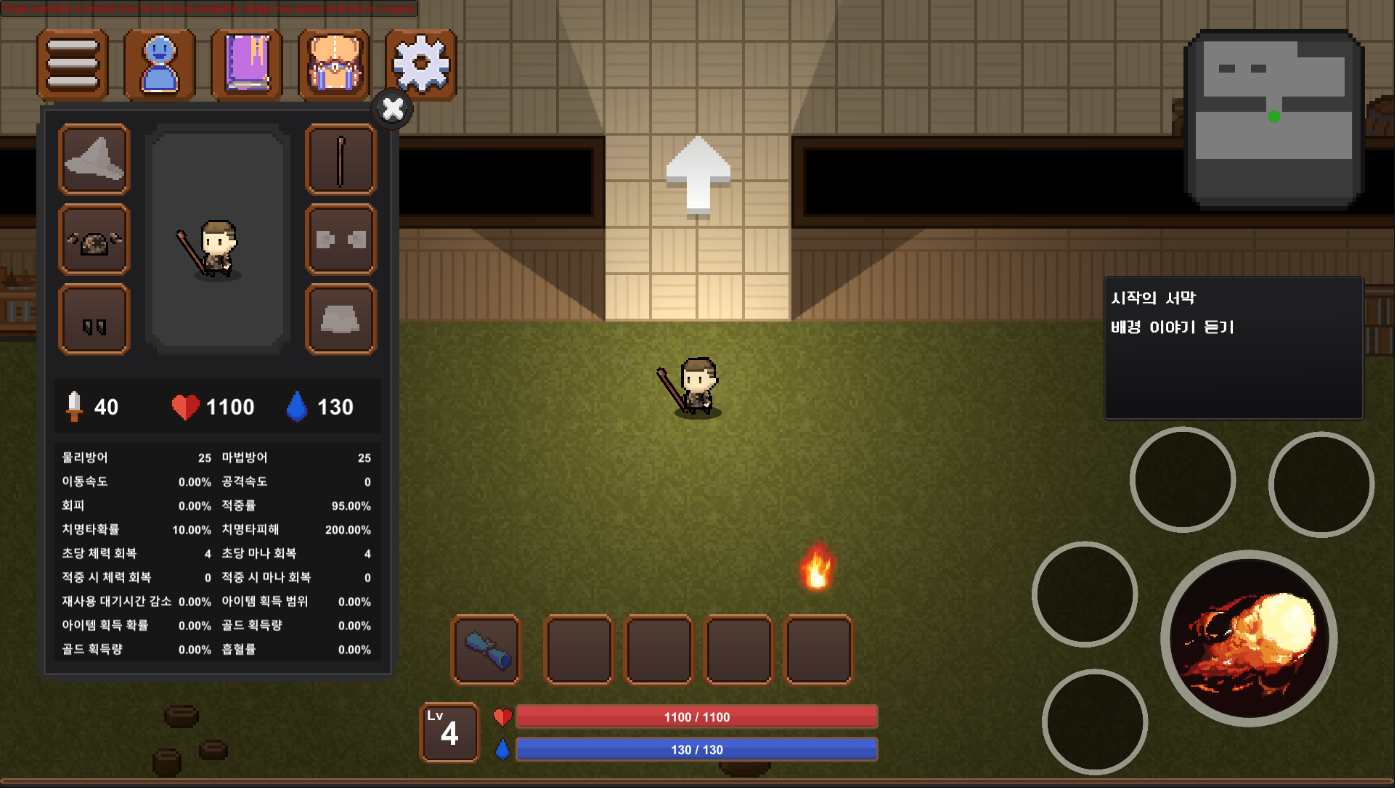 시작의 서막
배경 이야기 듣기
40 1100 130
물리방어 25 마법방어 25
이동속도 0.00% 공격속도 0
회피 0.00% 적중률 95.00%
치명타확률 10.00% 치명타피해 200.00%
초당 체력 회복 4 초당 마나 회복 4
적중 시 체력 회복 0 적중 시 마나 회복 0
재사용 대기시간 감소 0.00% 아이템 획득 범위 0.00%
아이템 획득 확률 0.00% 골드 획득량 0.00%
골드 획득량 0.00% 흡혈률 0.00%
Lv
4
1100 / 1100
130 / 130